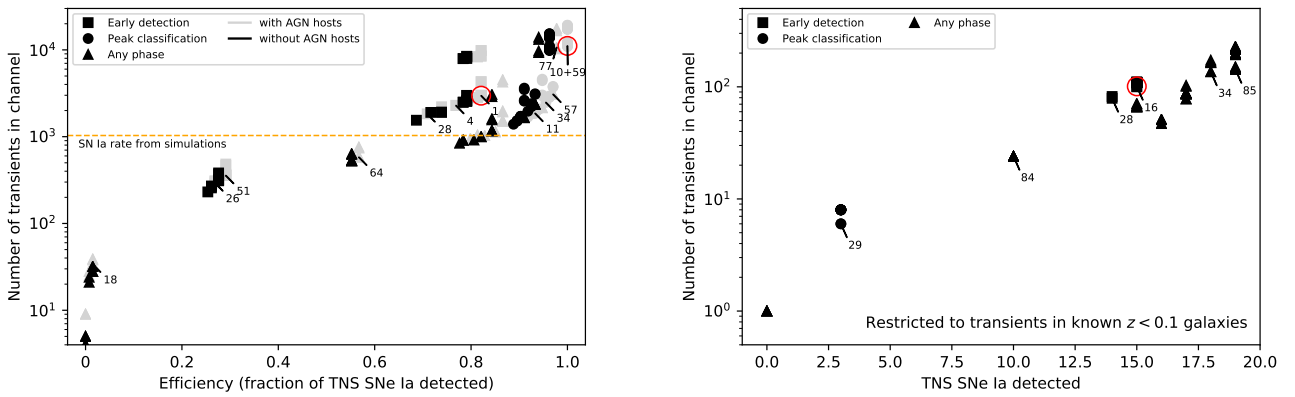 Number of transients in channel
Early detection
Peak classification
Any phase
with AGN hosts
without AGN hosts
10⁴
10³
10²
10¹
SN Ia rate from simulations
77
10+59
1
4
28
57
34
11
64
51
26
18
0
0.2
0.4
0.6
0.8
1.0
Efficiency (fraction of TNS SNe Ia detected)
Number of transients in channel
Early detection
Peak classification
Any phase
10²
10¹
10⁰
85
34
16
28
84
29
Restricted to transients in known z < 0.1 galaxies
0.0
2.5
5.0
7.5
10.0
12.5
15.0
17.5
20.0
TNS SNe Ia detected